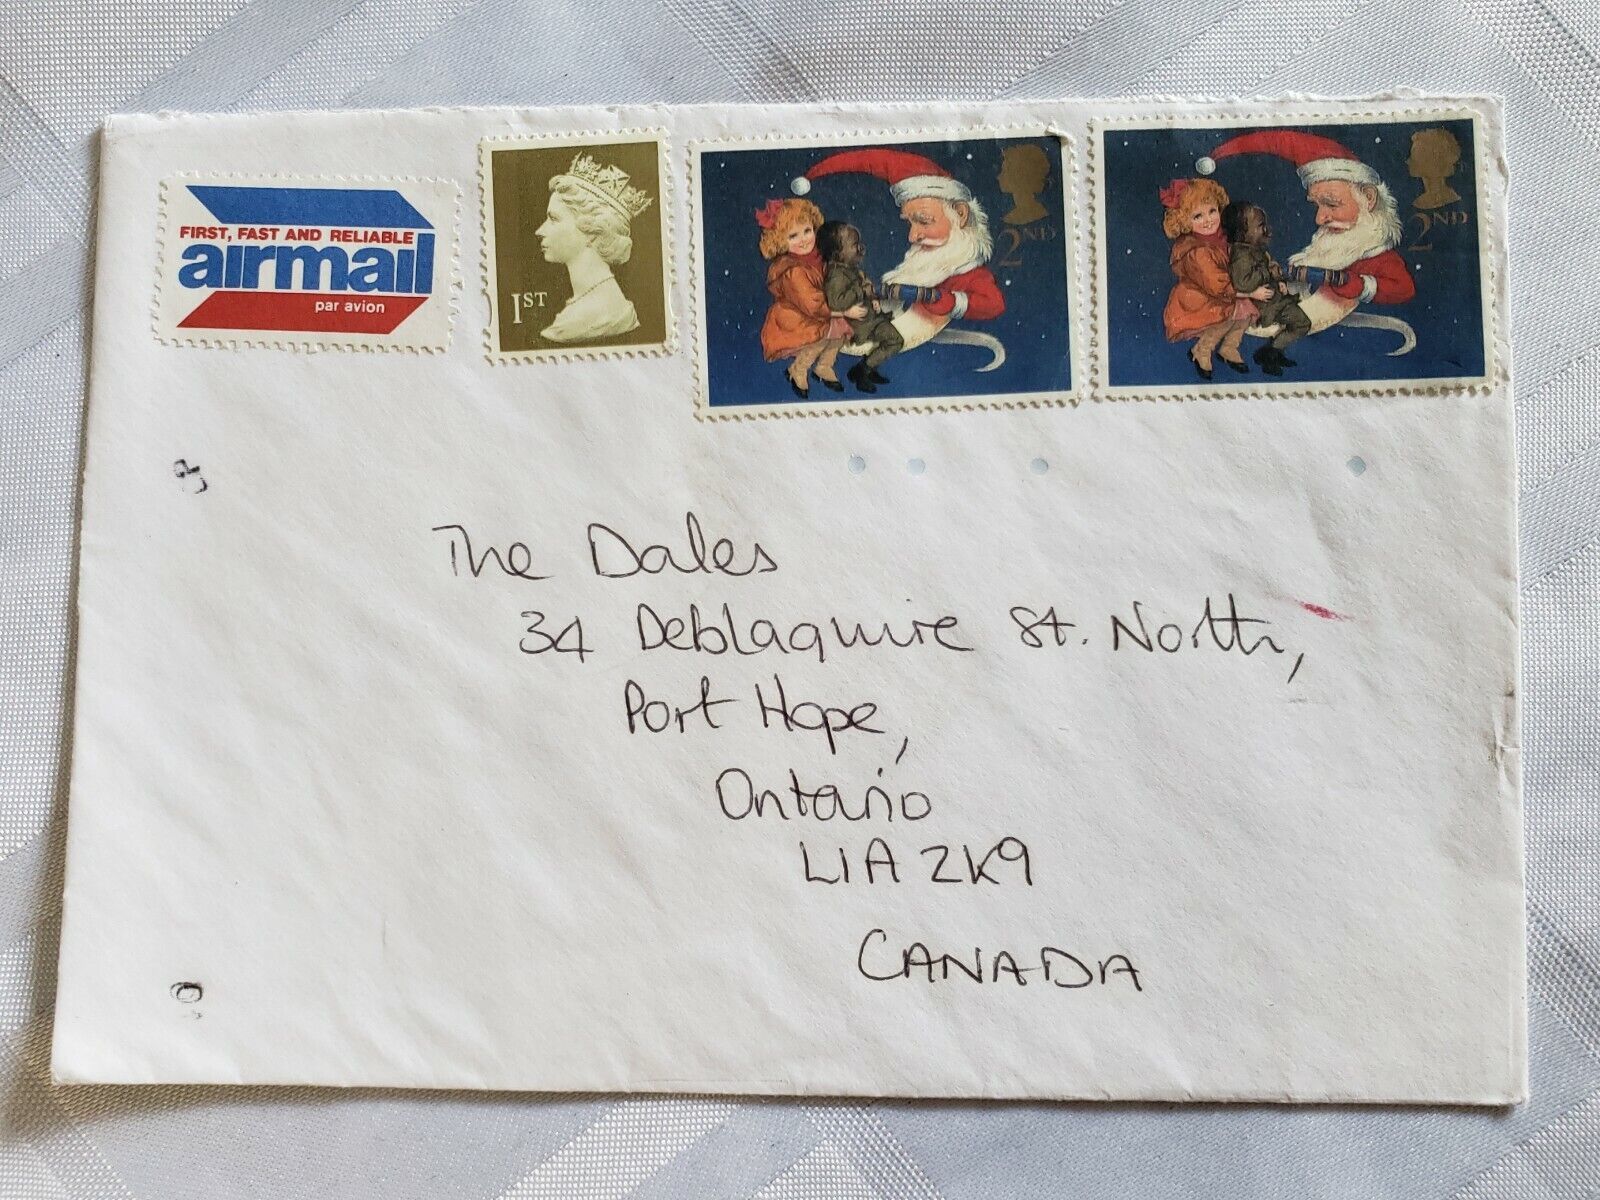 FIRST, FAST AND RELIABLE
airmail
par avion
1ST
2ND
2ND
The Dales
34 Deblaquire St. North,
Port Hope,
Ontario
L1A 2K9
CANADA